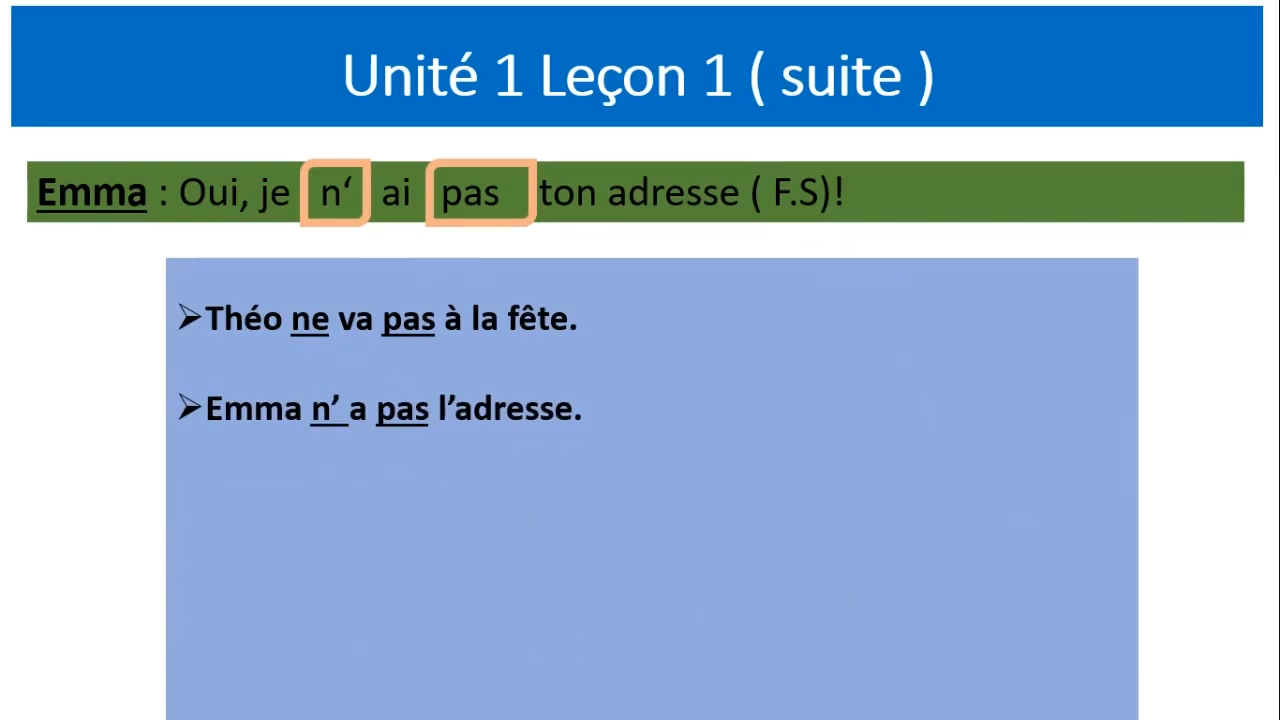 Unité 1 Leçon 1 ( suite )
Emma : Oui, je n‘ ai pas ton adresse ( F.S)!
➢Théo ne va pas à la fête.
➢Emma n’ a pas l’adresse.